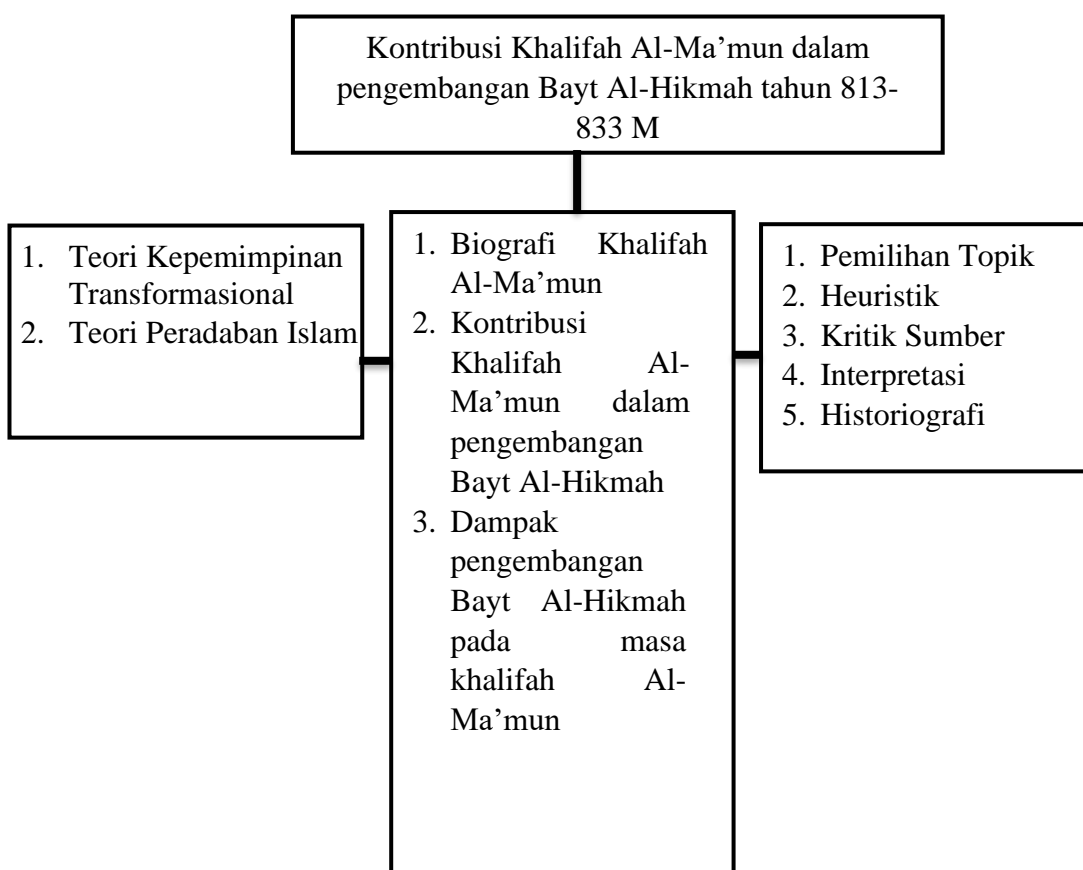 Kontribusi Khalifah Al-Ma’mun dalam
pengembangan Bayt Al-Hikmah tahun 813-
833 M
1. Teori Kepemimpinan
Transformasional
2. Teori Peradaban Islam
1. Biografi Khalifah
Al-Ma’mun
2. Kontribusi
Khalifah Al-
Ma’mun dalam
pengembangan
Bayt Al-Hikmah
3. Dampak
pengembangan
Bayt Al-Hikmah
pada masa
khalifah Al-
Ma’mun
1. Pemilihan Topik
2. Heuristik
3. Kritik Sumber
4. Interpretasi
5. Historiografi